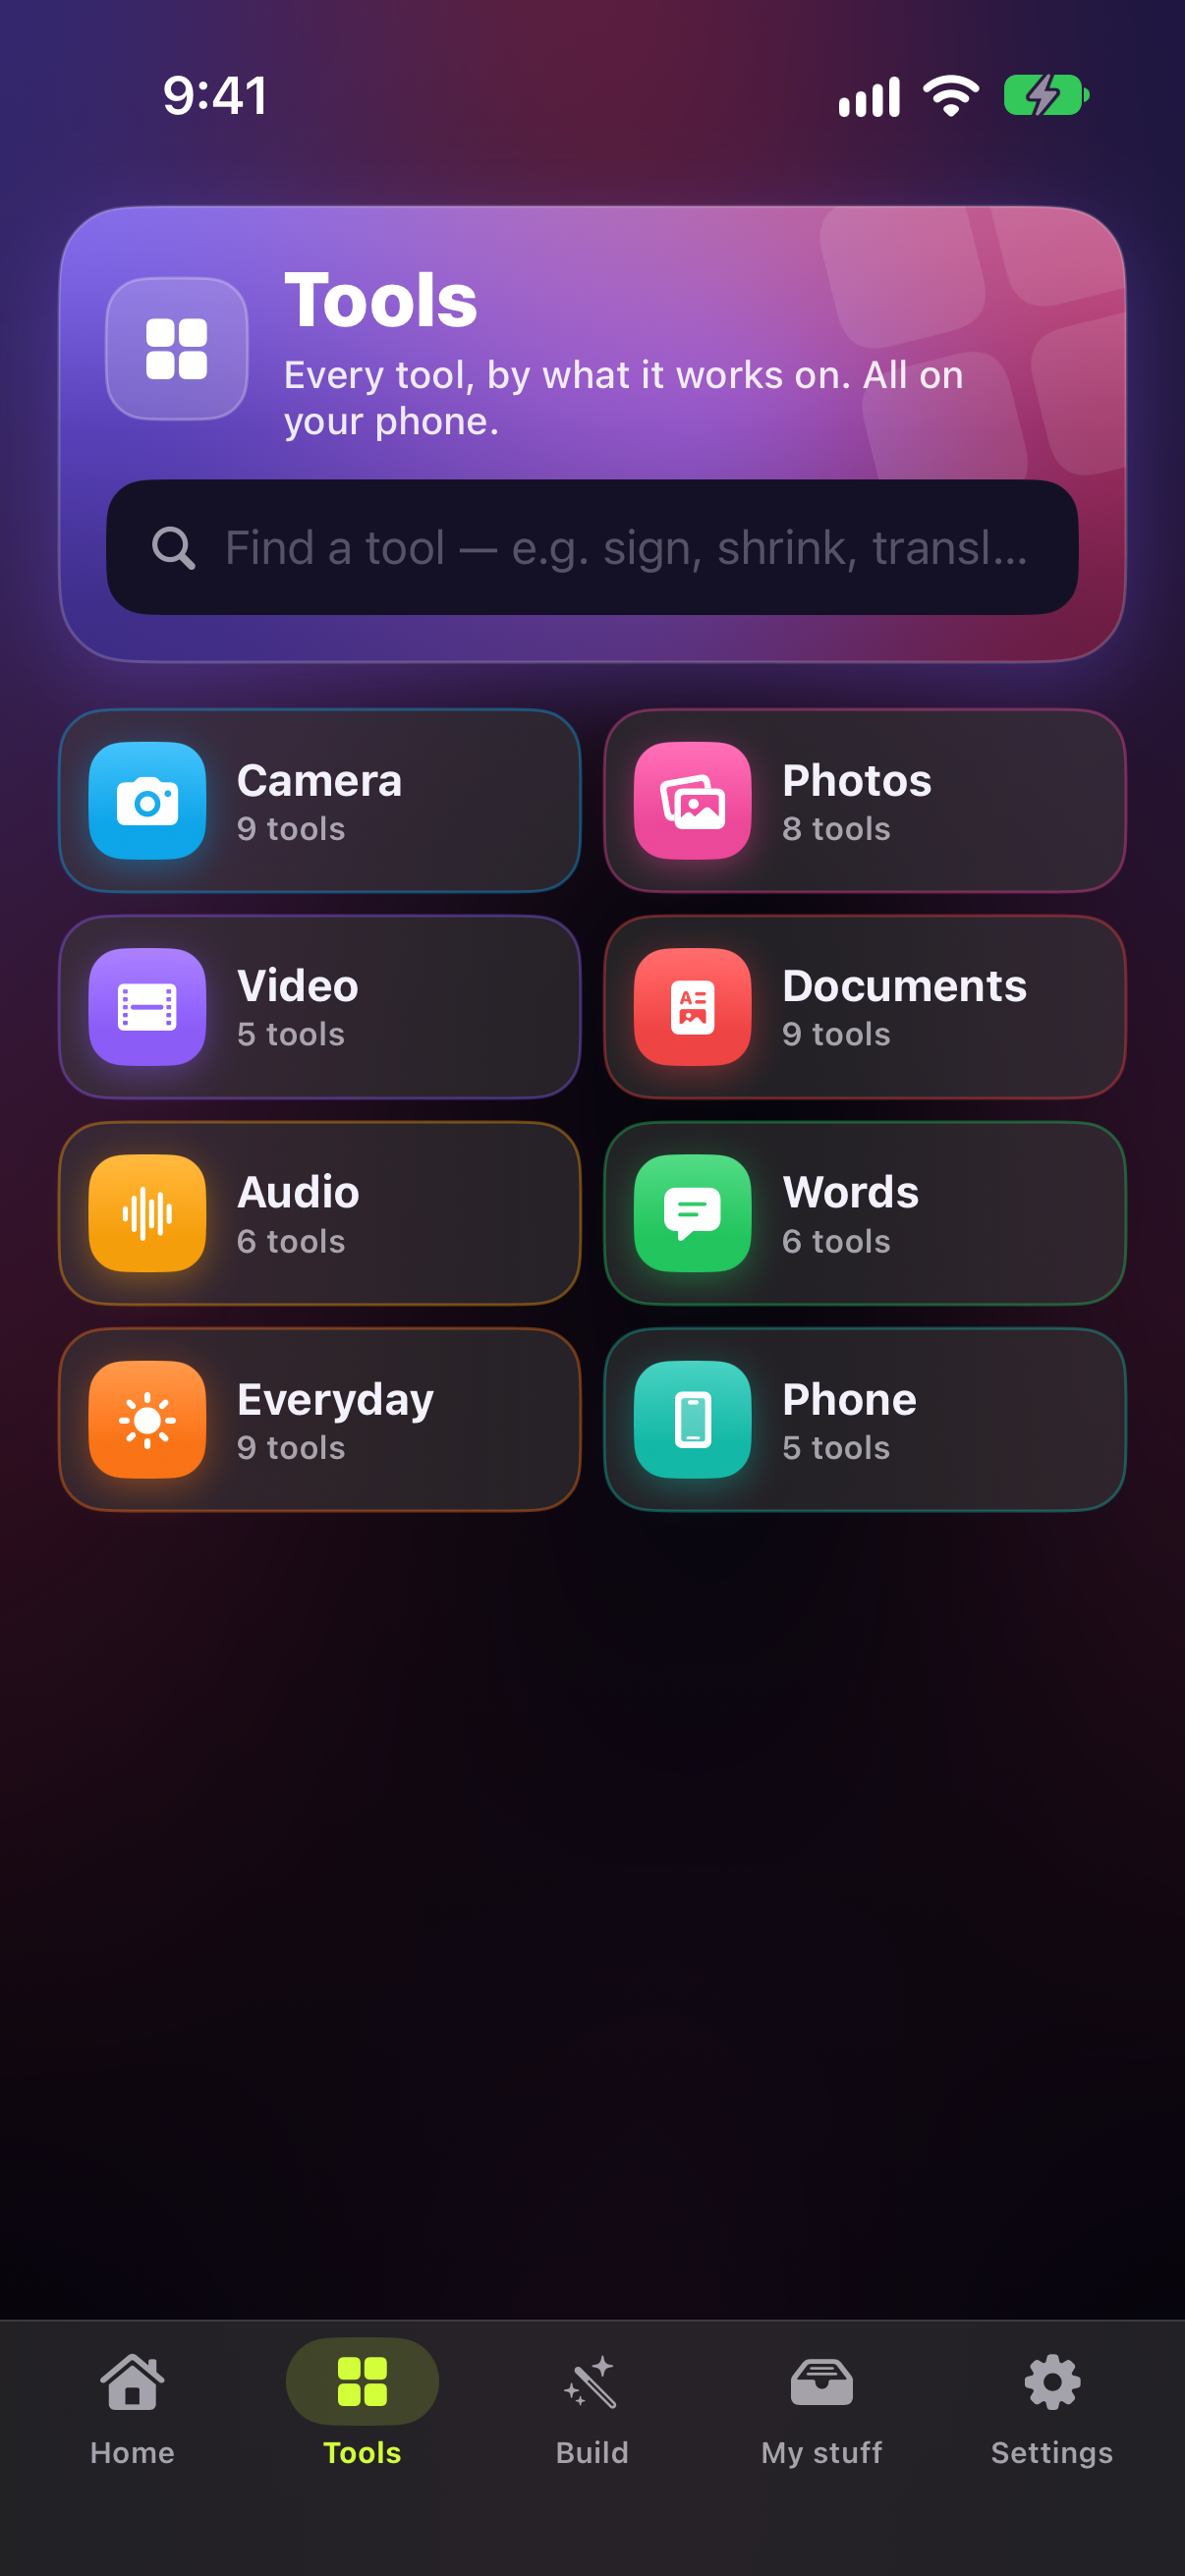 9:41
Tools
Every tool, by what it works on. All on
your phone.
Find a tool — e.g. sign, shrink, transl...
Camera
9 tools
Photos
8 tools
Video
5 tools
Documents
9 tools
Audio
6 tools
Words
6 tools
Everyday
9 tools
Phone
5 tools
Home
Tools
Build
My stuff
Settings